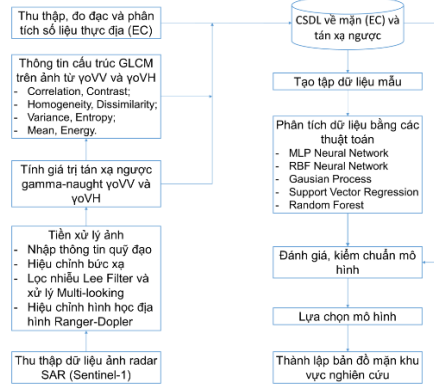 Thu thập, đo đạc và phân
tích số liệu thực địa (EC)
Thông tin cấu trúc GLCM
trên ảnh từ γoVV và γoVH
- Correlation, Contrast;
- Homogeneity, Dissimilarity;
- Variance, Entropy;
- Mean, Energy.
Tính giá trị tán xạ ngược
gamma-naught γoVV và
γoVH
Tiền xử lý ảnh
- Nhập thông tin quỹ đạo
- Hiệu chỉnh bức xạ
- Lọc nhiễu Lee Filter và
xử lý Multi-looking
- Hiệu chỉnh hình học địa
hình Ranger-Dopler
Thu thập dữ liệu ảnh radar
SAR (Sentinel-1)
CSDL về mặn (EC) và
tán xạ ngược
Tạo tập dữ liệu mẫu
Phân tích dữ liệu bằng các
thuật toán
- MLP Neural Network
- RBF Neural Network
- Gausian Process
- Support Vector Regression
- Random Forest
Đánh giá, kiểm chuẩn mô
hình
Lựa chọn mô hình
Thành lập bản đồ mặn khu
vực nghiên cứu